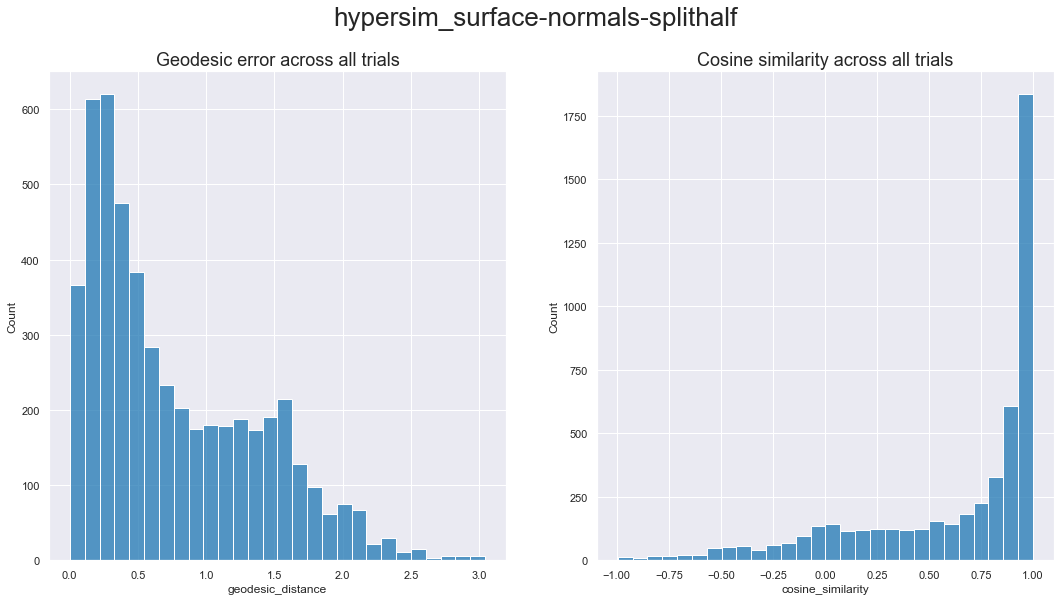 hypersim_surface-normals-splithalf
Geodesic error across all trials
Count
600
500
400
300
200
100
0
0.0 0.5 1.0 1.5 2.0 2.5 3.0
geodesic_distance
Cosine similarity across all trials
Count
1750
1500
1250
1000
750
500
250
0
−1.00 −0.75 −0.50 −0.25 0.00 0.25 0.50 0.75 1.00
cosine_similarity